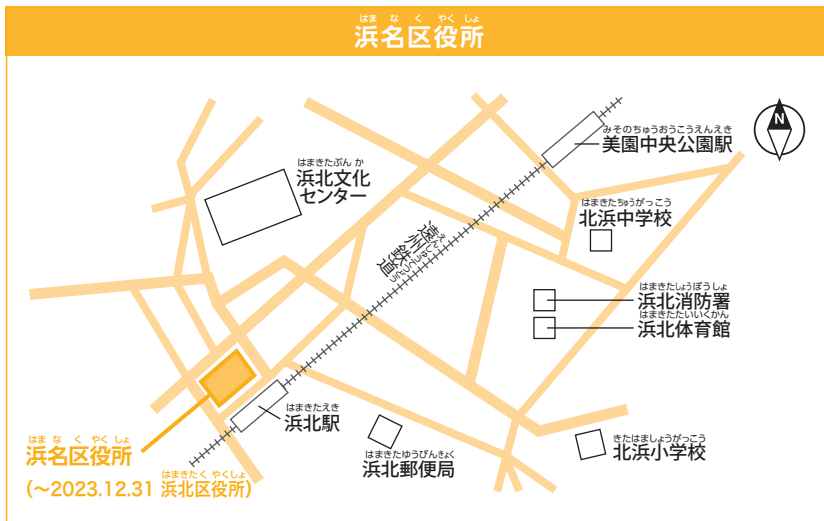 はまなくやくしょ
浜名区役所
N
みそのちゅうおうこうえんえき
美園中央公園駅
はまきたぶんか
浜北文化
センター
はまきたちゅうがっこう
北浜中学校
えんしゅうてつどう
遠州鉄道
はまきたしょうぼうしょ
浜北消防署
はまきたたいいくかん
浜北体育館
はまきたえき
浜北駅
はまなくやくしょ
浜名区役所
(〜2023.12.31 浜北区役所)
はまきたくやくしょ
はまきたゆうびんきょく
浜北郵便局
きたはましょうがっこう
北浜小学校